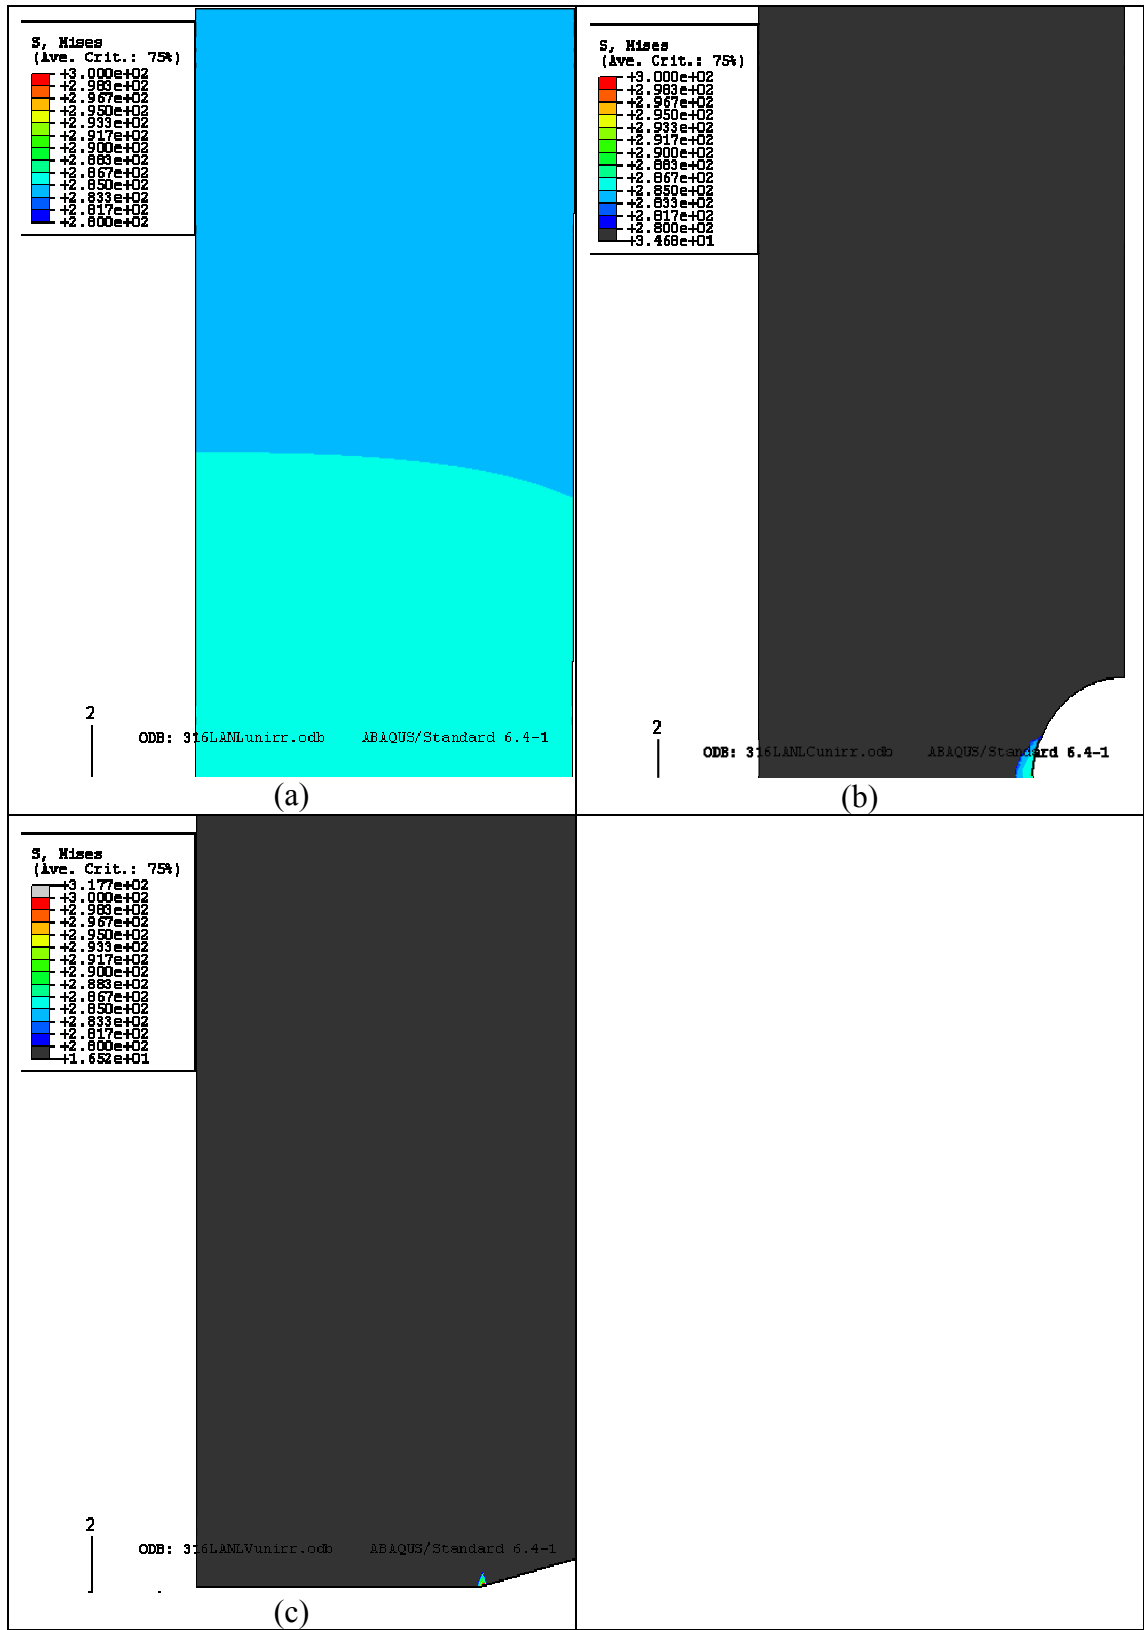 S, Mises
(Ave. Crit.: 75%)
+3.000e+02
+2.983e+02
+2.967e+02
+2.950e+02
+2.933e+02
+2.917e+02
+2.900e+02
+2.883e+02
+2.867e+02
+2.850e+02
+2.833e+02
+2.817e+02
+2.800e+02
2
ODB: 316LANLunirr.odb ABAQUS/Standard 6.4-1
(a)
S, Mises
(Ave. Crit.: 75%)
+3.000e+02
+2.983e+02
+2.967e+02
+2.950e+02
+2.933e+02
+2.917e+02
+2.900e+02
+2.883e+02
+2.867e+02
+2.850e+02
+2.833e+02
+2.817e+02
+2.800e+02
+3.468e+01
2
ODB: 316LANLCunirr.odb ABAQUS/Standard 6.4-1
(b)
S, Mises
(Ave. Crit.: 75%)
+3.177e+02
+3.000e+02
+2.983e+02
+2.967e+02
+2.950e+02
+2.933e+02
+2.917e+02
+2.900e+02
+2.883e+02
+2.867e+02
+2.850e+02
+2.833e+02
+2.817e+02
+2.800e+02
+1.652e+01
2
ODB: 316LANLVunirr.odb ABAQUS/Standard 6.4-1
(c)